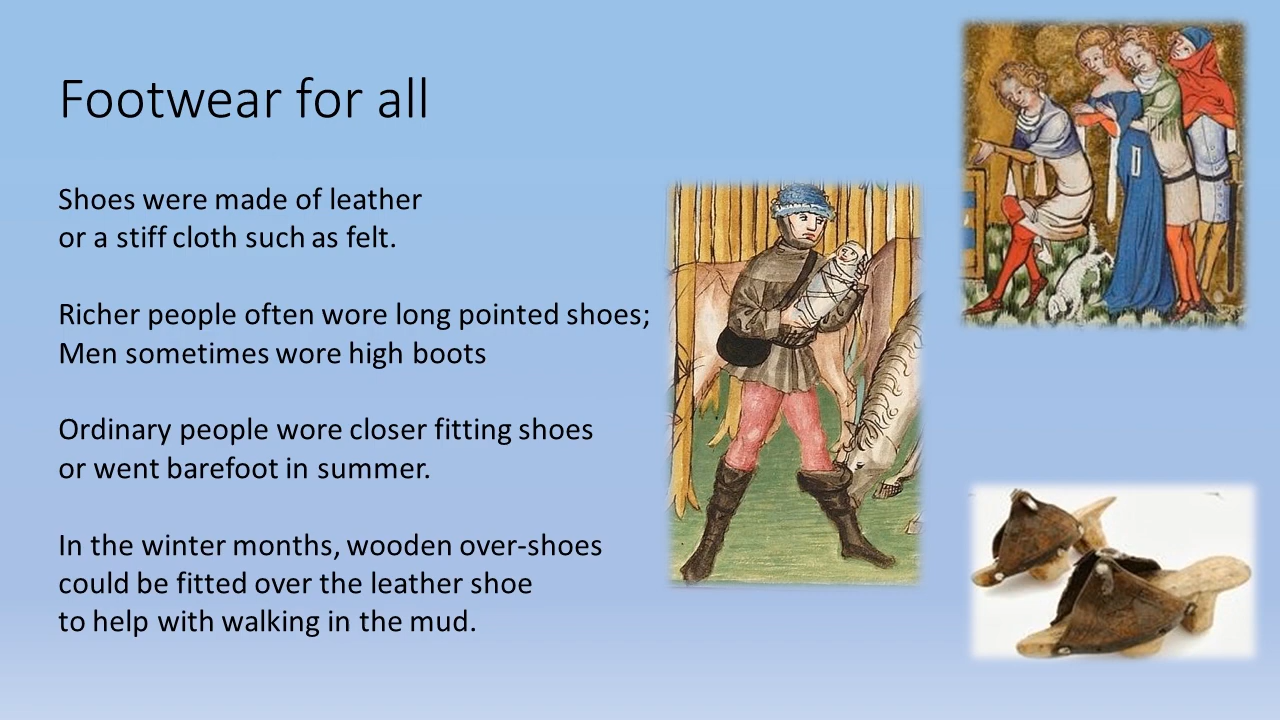 Footwear for all
Shoes were made of leather
or a stiff cloth such as felt.
Richer people often wore long pointed shoes;
Men sometimes wore high boots
Ordinary people wore closer fitting shoes
or went barefoot in summer.
In the winter months, wooden over-shoes
could be fitted over the leather shoe
to help with walking in the mud.